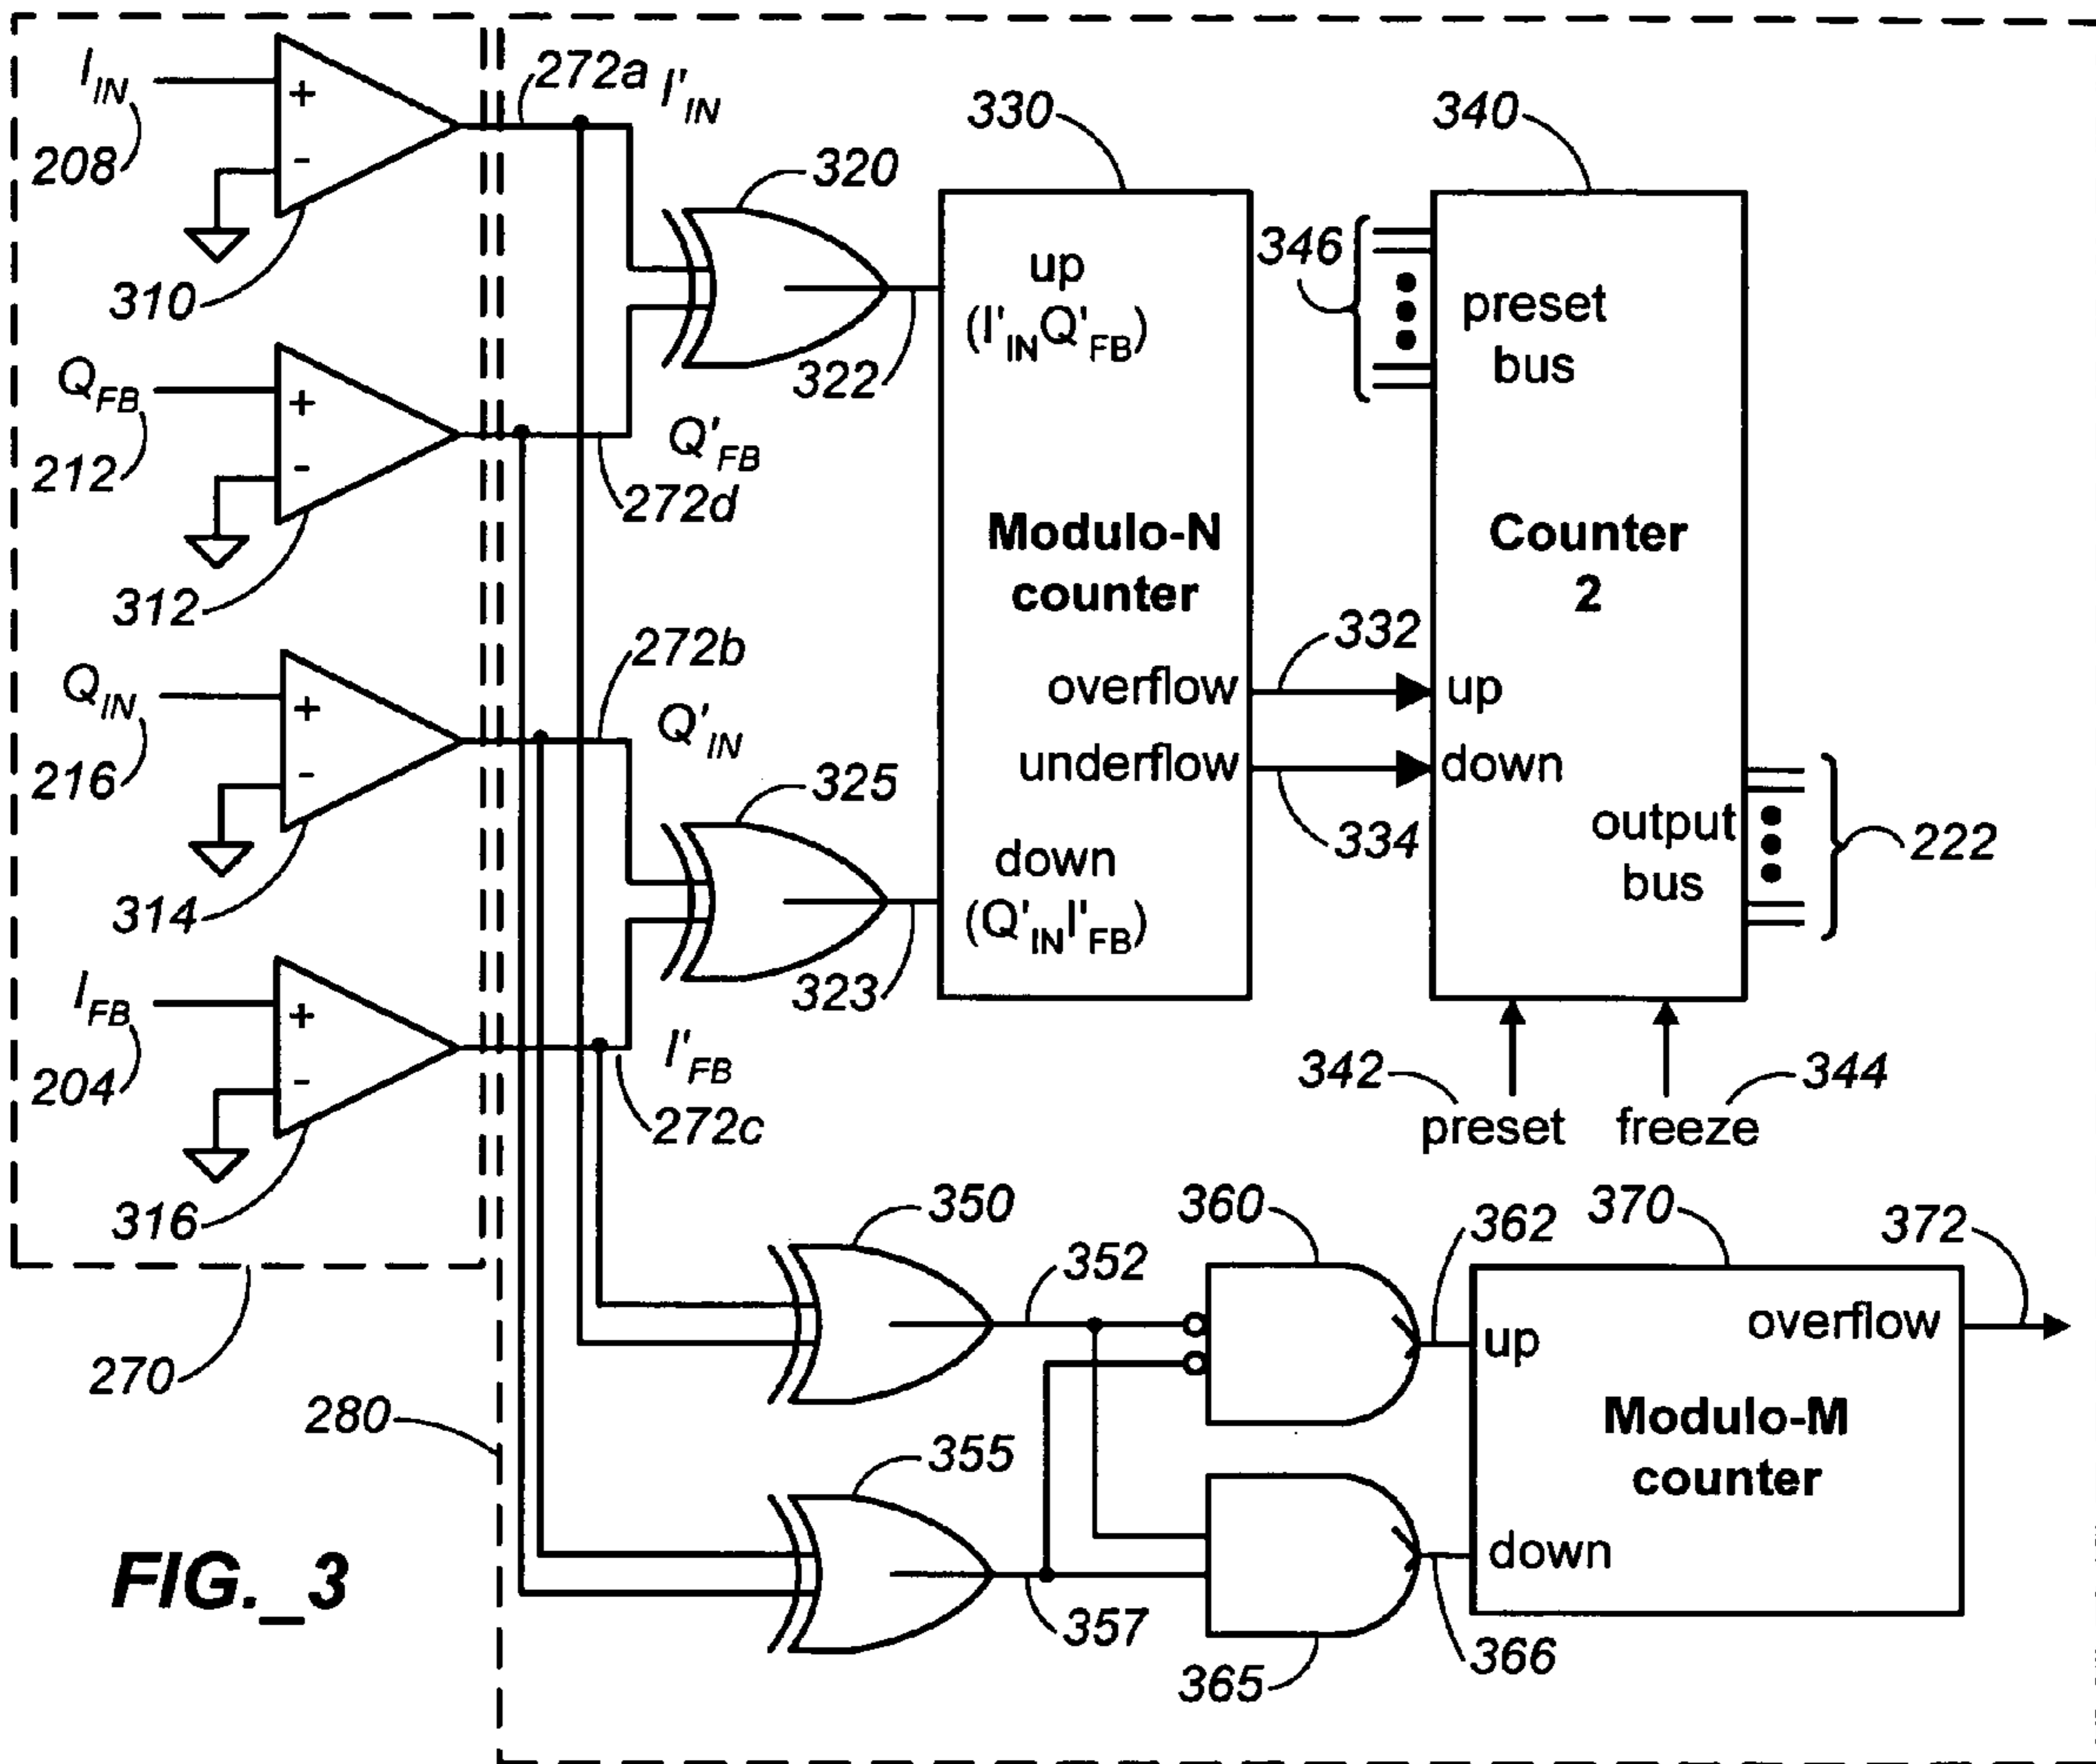 I_IN
208
+
-
310
272a
I'_IN
Q_FB
212
+
-
312
Q'_FB
272d
320
322
330
up
(I'_INQ'_FB)
Modulo-N
counter
overflow
underflow
down
(Q'_INI'_FB)
332
334
340
346
preset
bus
Counter
2
up
down
output
bus
222
342
preset
freeze
344
Q_IN
216
+
-
314
272b
Q'_IN
325
323
I_FB
204
+
-
316
I'_FB
272c
270
280
350
352
355
357
360
362
365
366
370
372
overflow
up
Modulo-M
counter
down
FIG._3